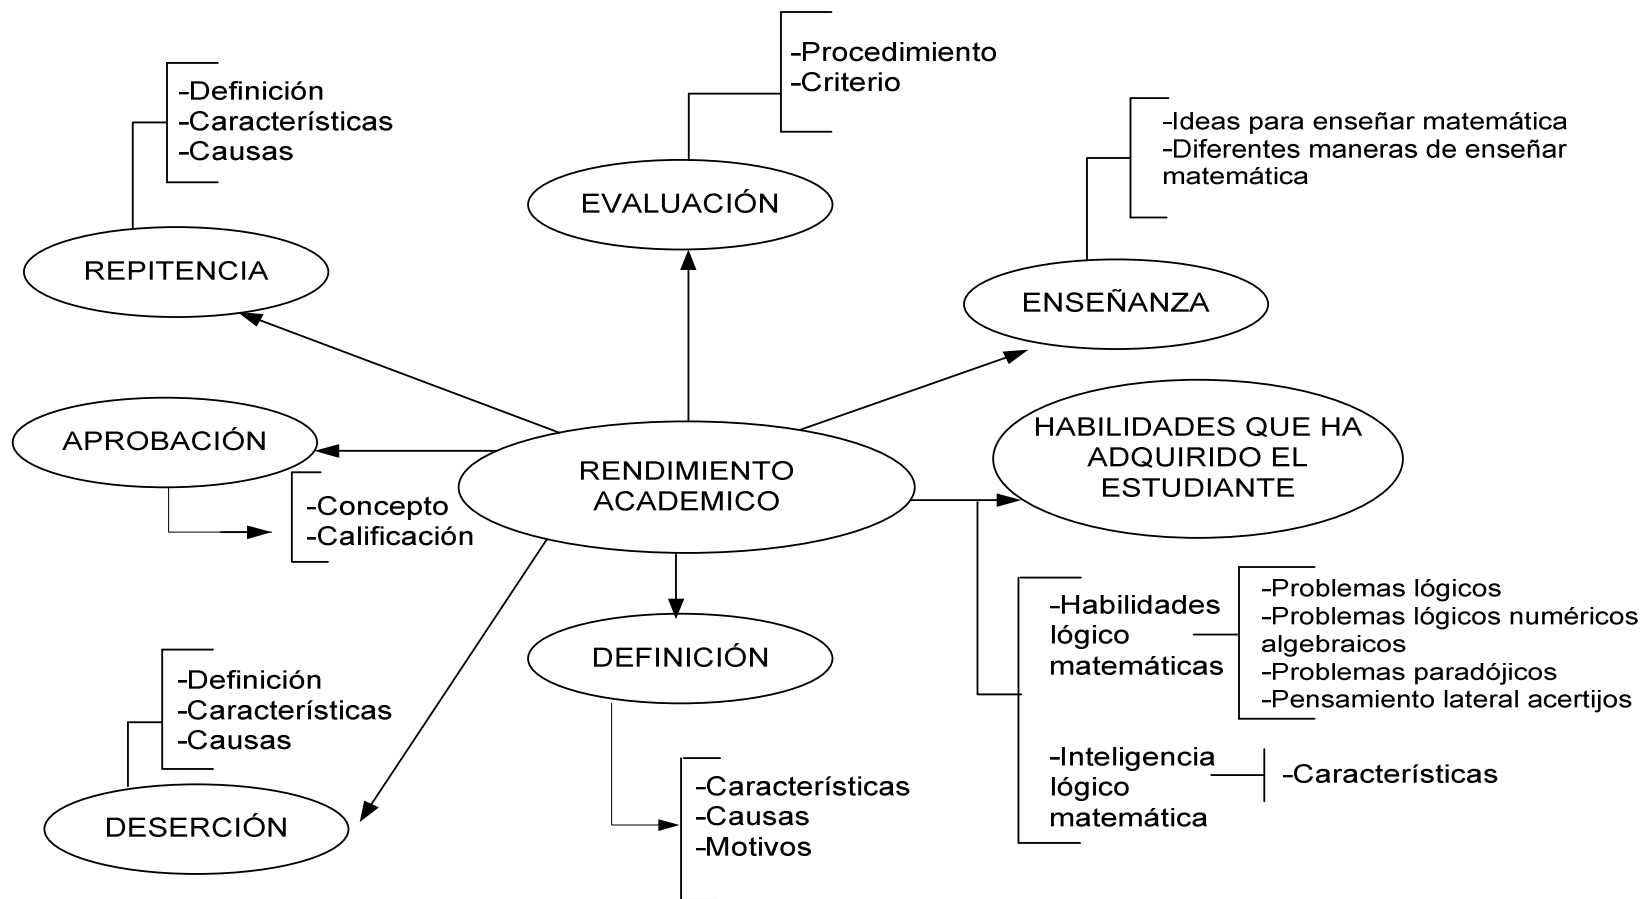 -Procedimiento
-Criterio
-Definición
-Características
-Causas
-Ideas para enseñar matemática
-Diferentes maneras de enseñar
matemática
EVALUACIÓN
REPITENCIA
ENSEÑANZA
APROBACIÓN
HABILIDADES QUE HA
ADQUIRIDO EL
ESTUDIANTE
RENDIMIENTO
ACADEMICO
-Concepto
-Calificación
-Habilidades
lógico
matemáticas
-Problemas lógicos
-Problemas lógicos numéricos
algebraicos
-Problemas paradójicos
-Pensamiento lateral acertijos
DEFINICIÓN
-Definición
-Características
-Causas
-Inteligencia
lógico
matemática
-Características
DESERCIÓN
-Características
-Causas
-Motivos